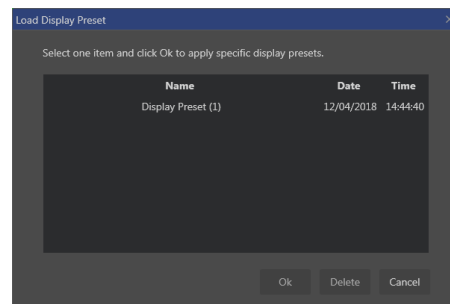 Load Display Preset
Select one item and click Ok to apply specific display presets.
Name Date Time
Display Preset (1) 12/04/2018 14:44:40
Ok Delete Cancel